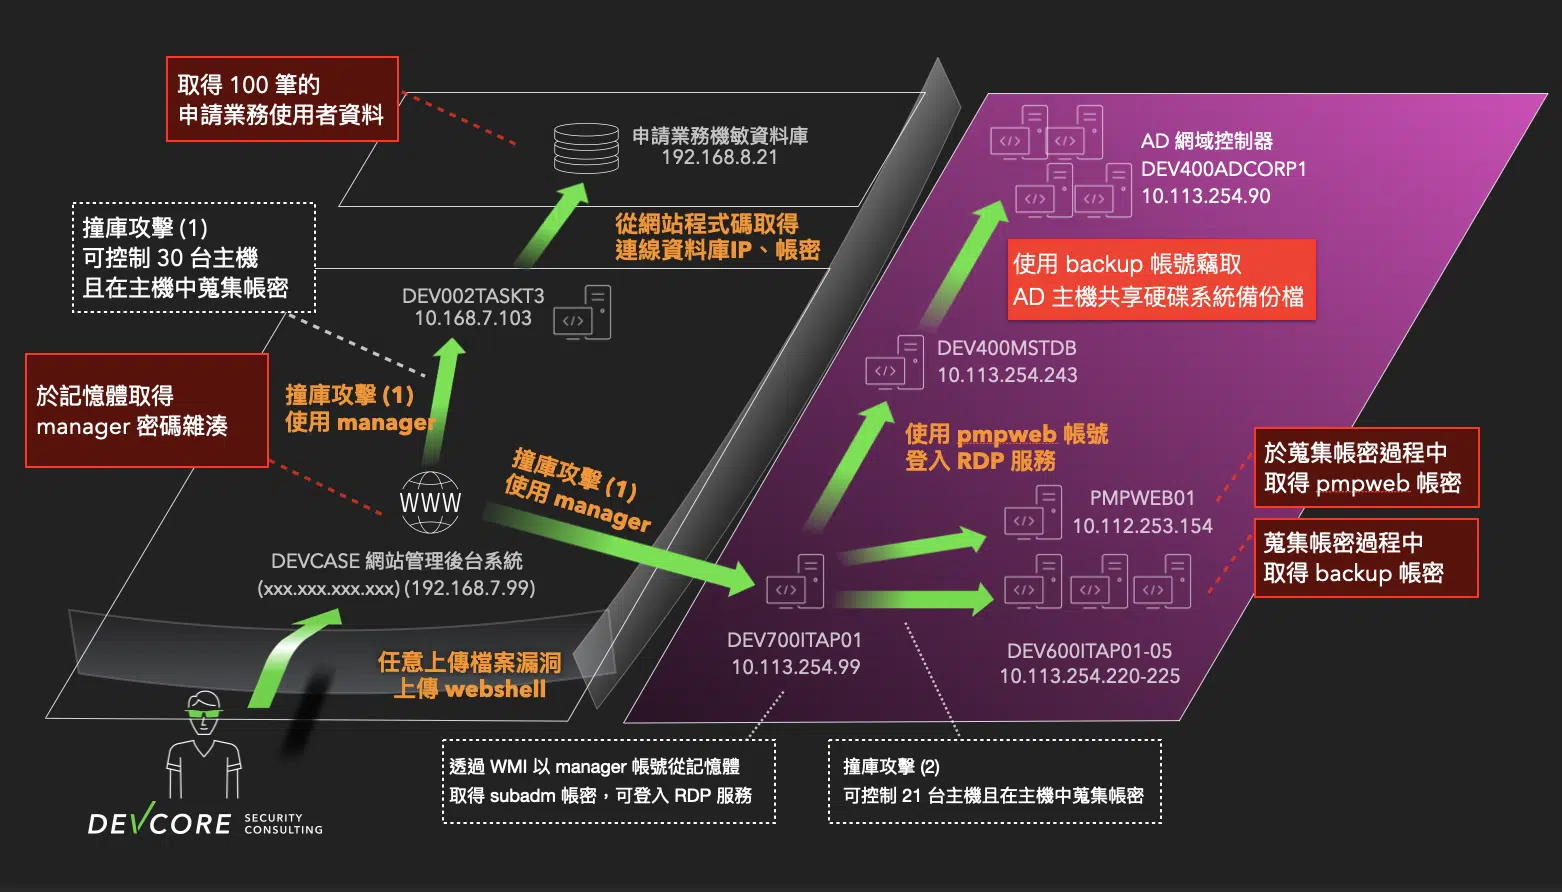 取得 100 筆的
申請業務使用者資料
申請業務機敏資料庫
192.168.8.21
從網站程式碼取得
連線資料庫IP、帳密
撞庫攻擊 (1)
可控制 30 台主機
且在主機中蒐集帳密
DEV002TASKT3
10.168.7.103
於記憶體取得
manager 密碼雜湊
撞庫攻擊 (1)
使用 manager
WWW
撞庫攻擊 (1)
使用 manager
DEVCASE 網站管理後台系統
(xxx.xxx.xxx.xxx) (192.168.7.99)
任意上傳檔案漏洞
上傳 webshell
DEVCORE
SECURITY
CONSULTING
AD 網域控制器
DEV400ADCORP1
10.113.254.90
使用 backup 帳號竊取
AD 主機共享硬碟系統備份檔
DEV400MSTDB
10.113.254.243
使用 pmpweb 帳號
登入 RDP 服務
於蒐集帳密過程中
取得 pmpweb 帳密
PMPWEB01
10.112.253.154
蒐集帳密過程中
取得 backup 帳密
DEV700ITAP01
10.113.254.99
DEV600ITAP01-05
10.113.254.220-225
透過 WMI 以 manager 帳號從記憶體
取得 subadm 帳密，可登入 RDP 服務
撞庫攻擊 (2)
可控制 21 台主機且在主機中蒐集帳密